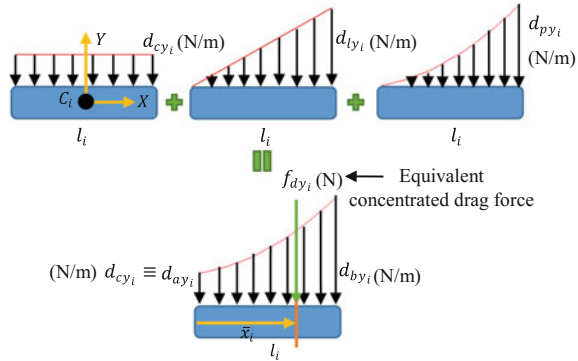 d_{cy_i} (N/m)
Y
C_i
X
l_i
d_{ly_i} (N/m)
l_i
d_{py_i}
(N/m)
l_i
f_{dy_i} (N)
Equivalent
concentrated drag force
(N/m) d_{cy_i} ≡ d_{ay_i}
d_{by_i} (N/m)
x̄_i
l_i